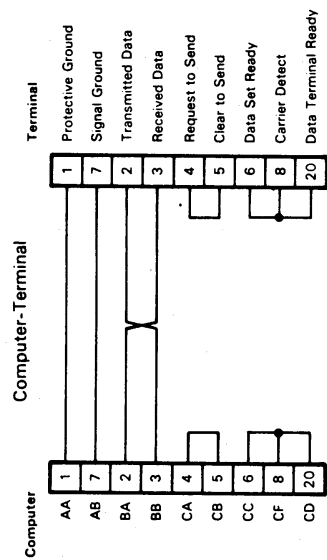 Computer-Terminal
Computer
Terminal
AA 1 1 Protective Ground
AB 7 7 Signal Ground
BA 2 2 Transmitted Data
BB 3 3 Received Data
CA 4 4 Request to Send
CB 5 5 Clear to Send
CC 6 6 Data Set Ready
CF 8 8 Carrier Detect
CD 20 20 Data Terminal Ready